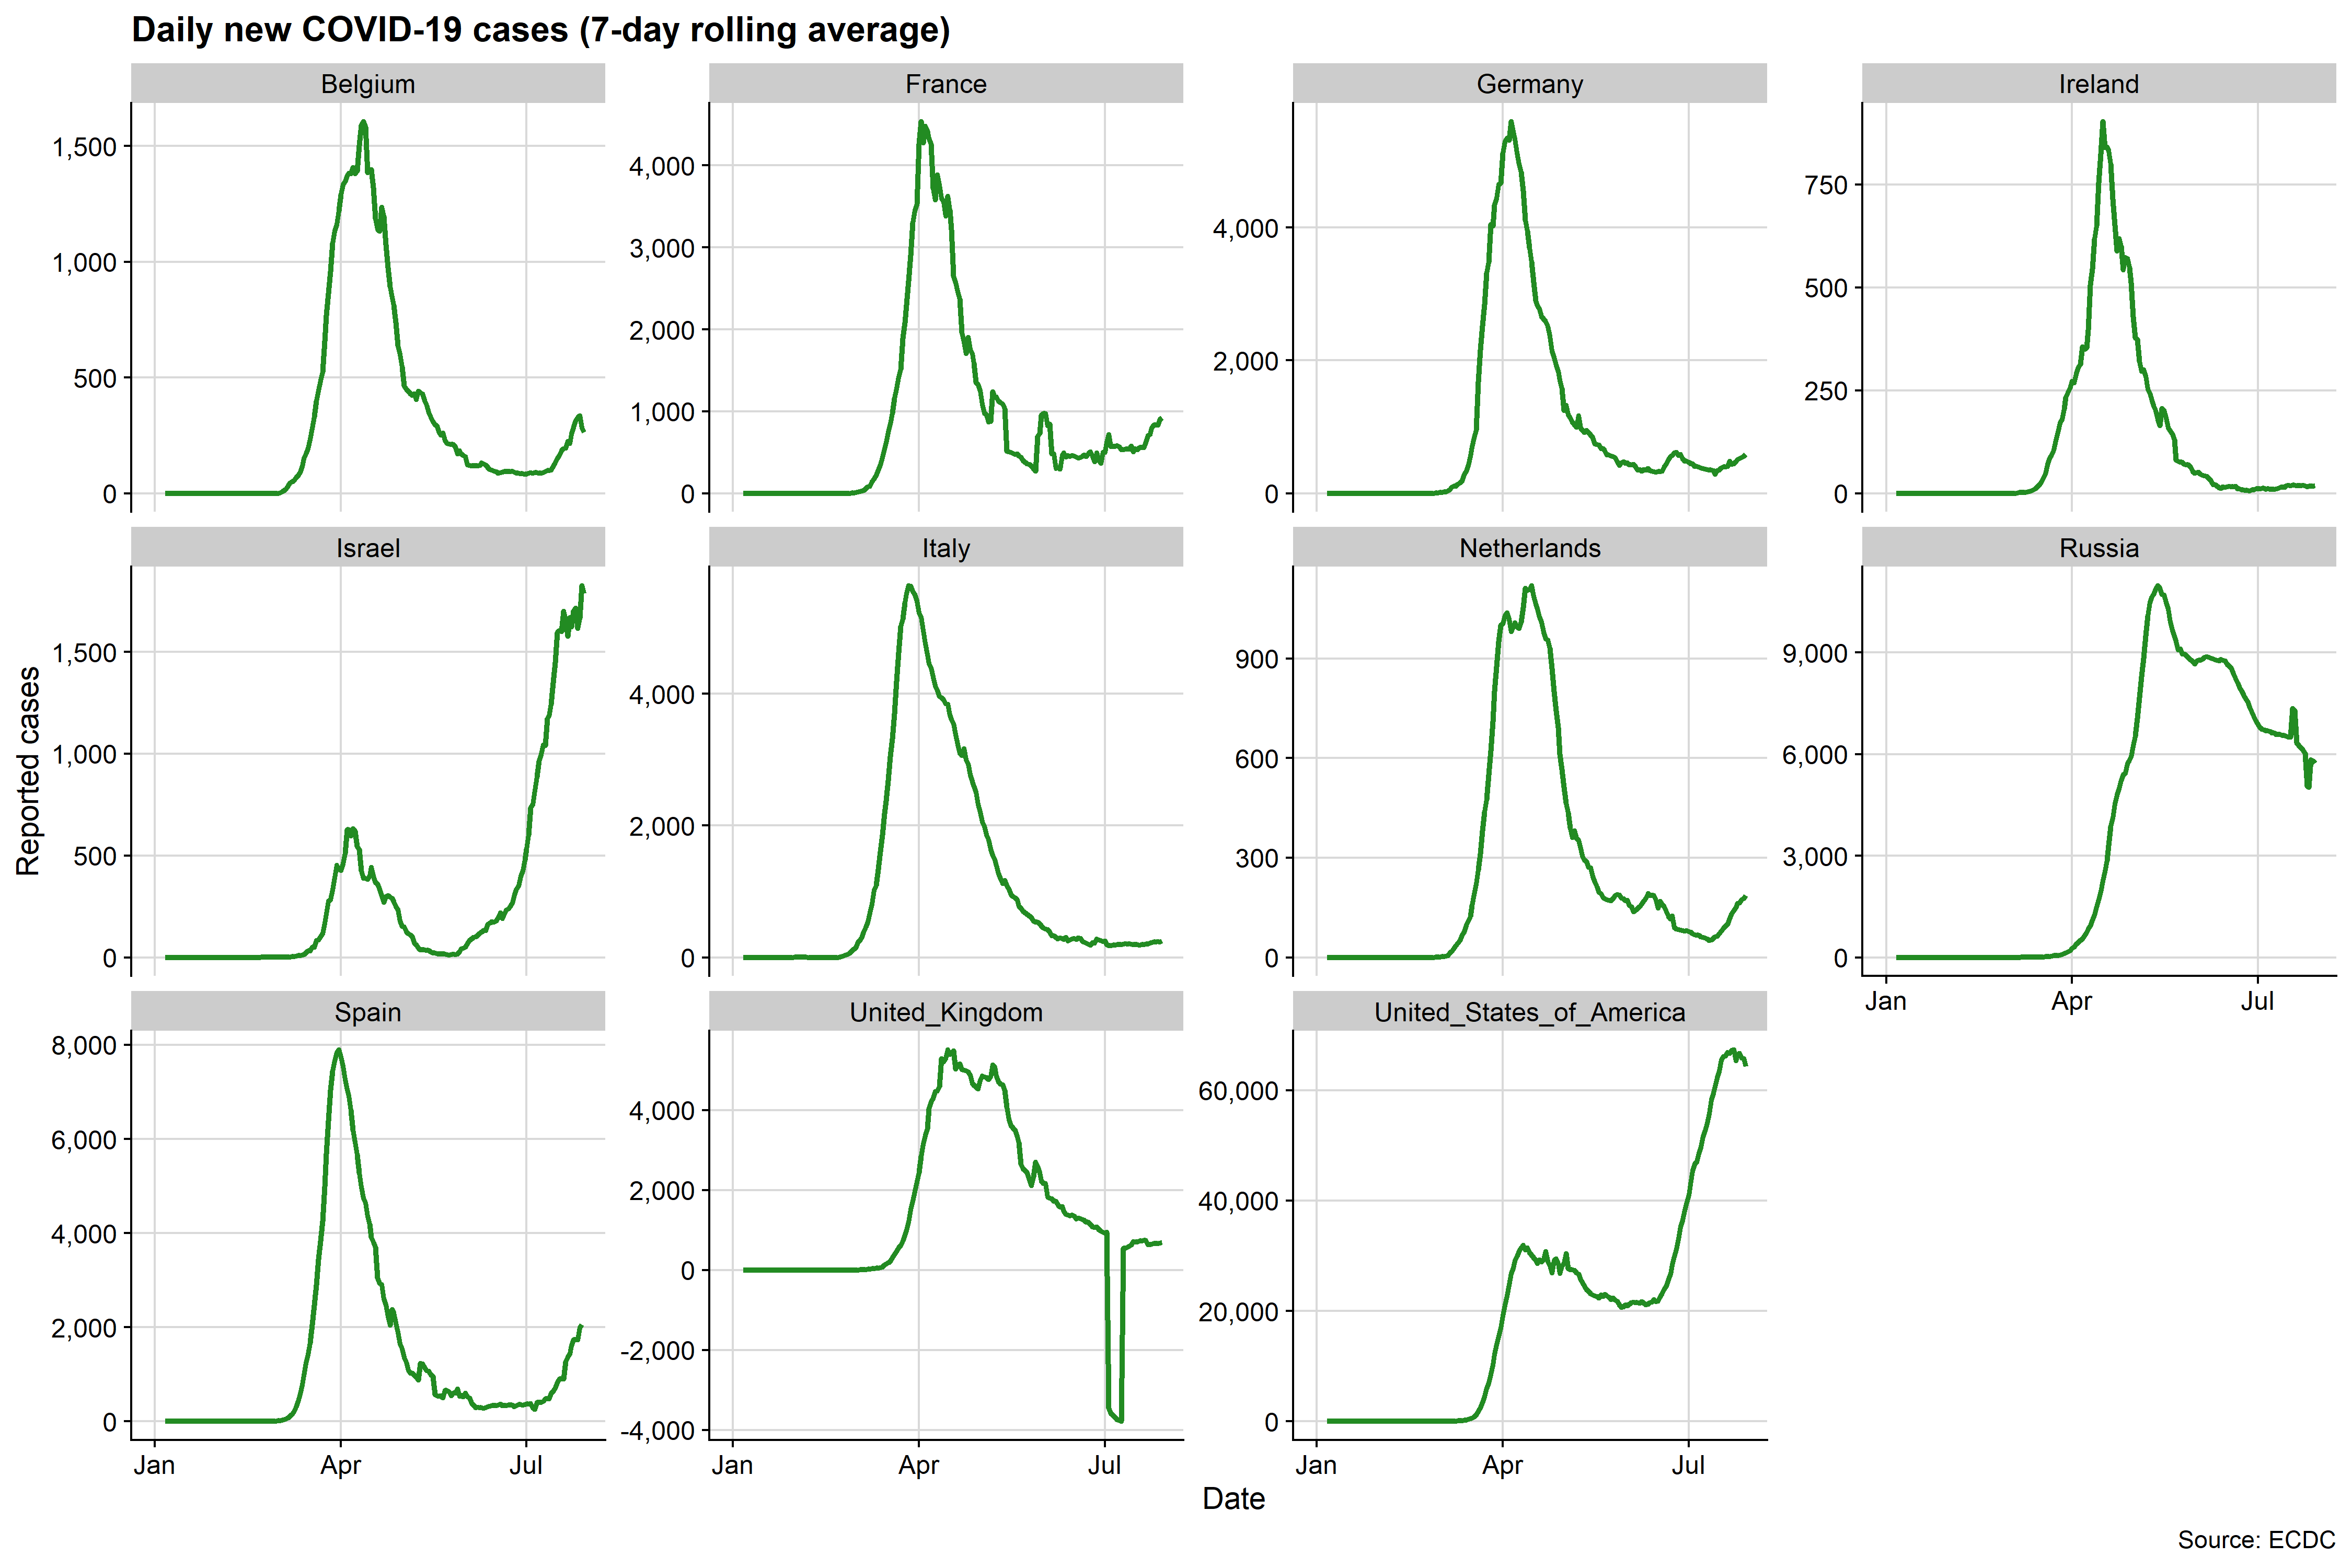 Daily new COVID-19 cases (7-day rolling average)
Belgium
France
Germany
Ireland
1,500
1,000
500
0
4,000
3,000
2,000
1,000
0
4,000
2,000
0
750
500
250
0
Israel
Italy
Netherlands
Russia
1,500
1,000
500
0
4,000
2,000
0
900
600
300
0
9,000
6,000
3,000
0
Jan Apr Jul
Reported cases
Spain
United_Kingdom
United_States_of_America
8,000
6,000
4,000
2,000
0
4,000
2,000
0
-2,000
-4,000
60,000
40,000
20,000
0
Jan Apr Jul
Jan Apr Jul
Jan Apr Jul
Date
Source: ECDC